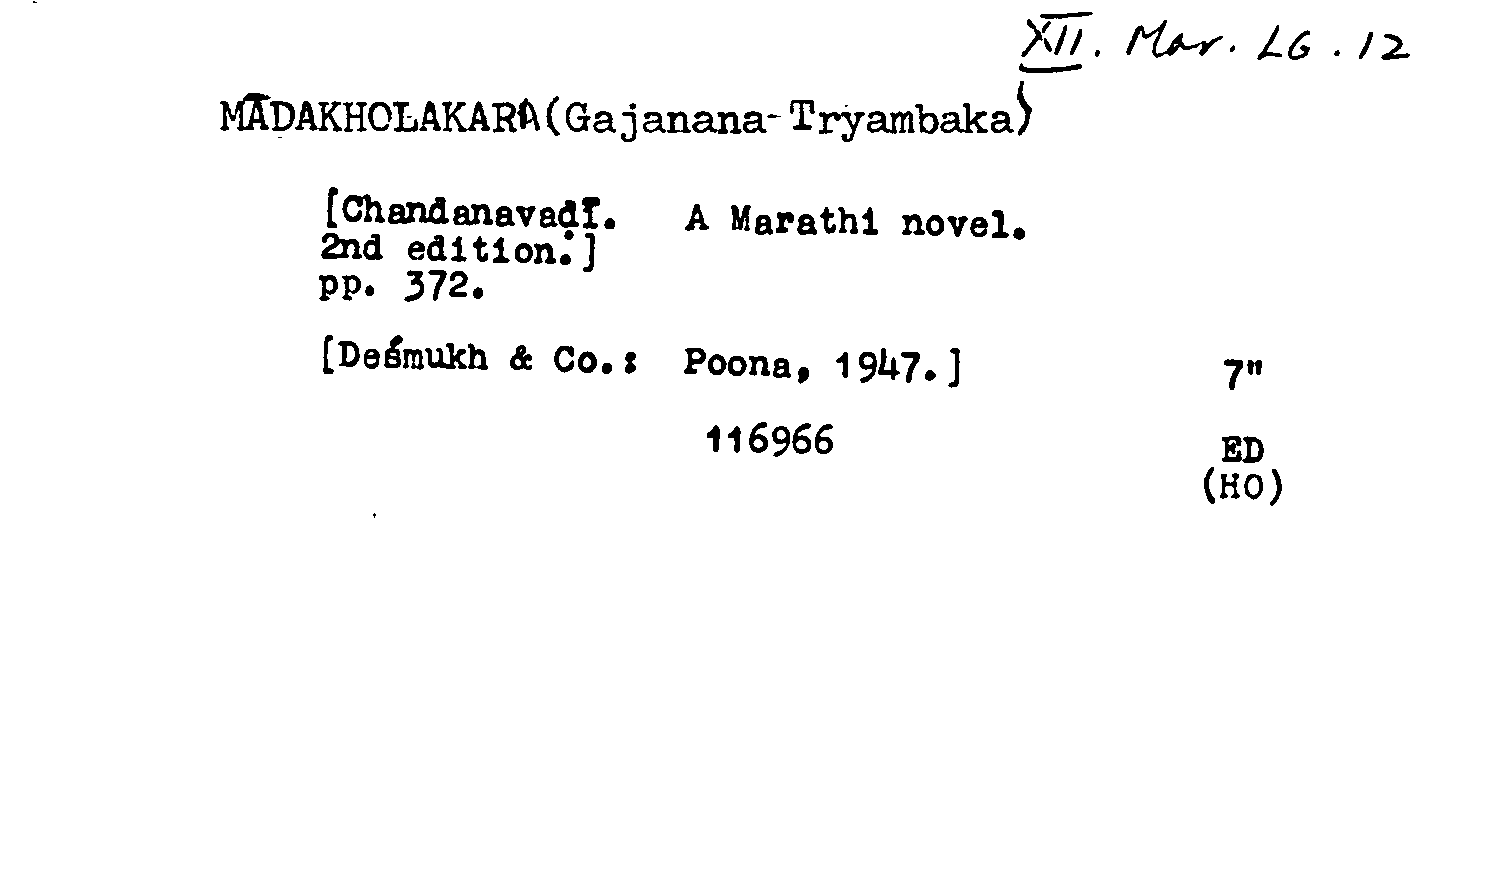 XII. Mar. LG. 12
MĀDAKHOLAKARA (Gajanana-Tryambaka)
[Chandanavaḍī. A Marathi novel.
2nd edition.]
pp. 372.
[Deśmukh & Co.: Poona, 1947.]
7"
116966
ED
(HO)